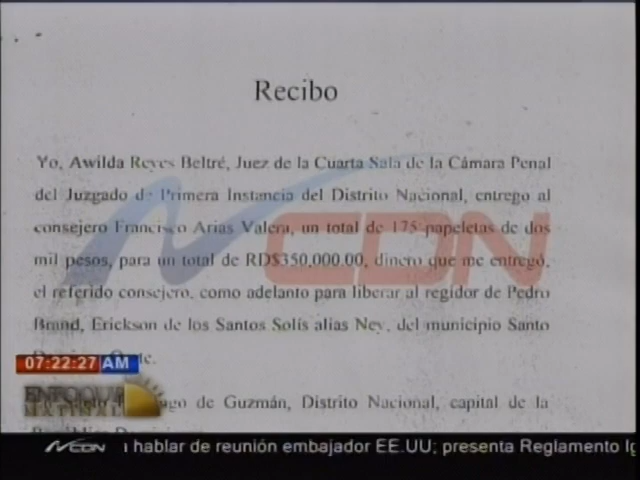 Recibo
Yo, Awilda Reyes Beltré, Juez de la Cuarta Sala de la Cámara Penal
del Juzgado de Primera Instancia del Distrito Nacional, entrego al
consejero Francisco Arias Valera, un total de 175 papeletas de dos
mil pesos, para un total de RD$350,000.00, dinero que me entregó,
el referido consejero, como adelanto para liberar al regidor de Pedro
Brand, Erickson de los Santos Solís alias Ney, del municipio Santo
NCDN
07:22:27 AM
ENFOQUE
MATINAL
de Guzmán, Distrito Nacional, capital de la
NCDN
hablar de reunión embajador EE.UU; presenta Reglamento